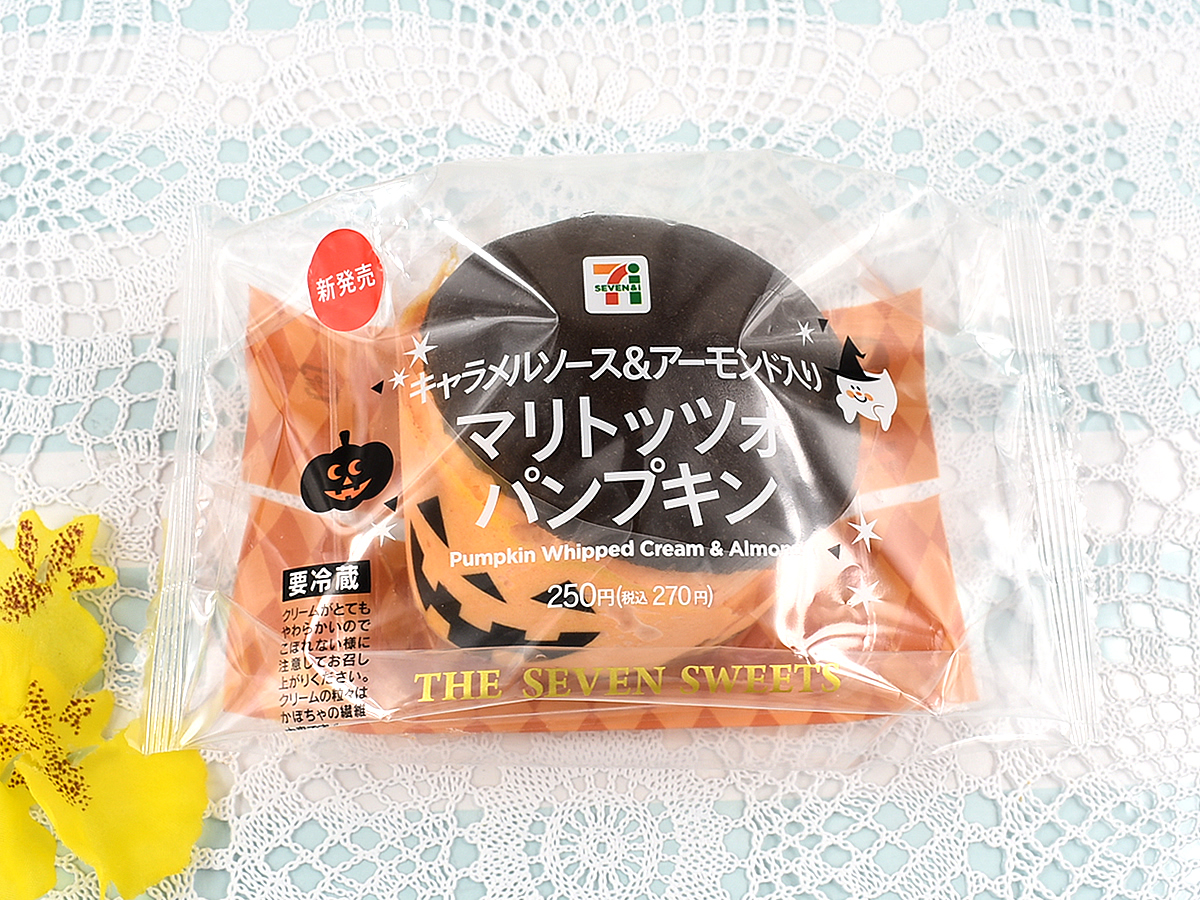 新発売
SEVEN&i
キャラメルソース&アーモンド入り
マリトッツォ
パンプキン
Pumpkin Whipped Cream & Almond
250円(税込 270円)
要冷蔵
クリームがとても
やわらかいので
こぼれない様に
注意してお召し
上がりください。
クリームの粒々は
かぼちゃの繊維
THE SEVEN SWEETS